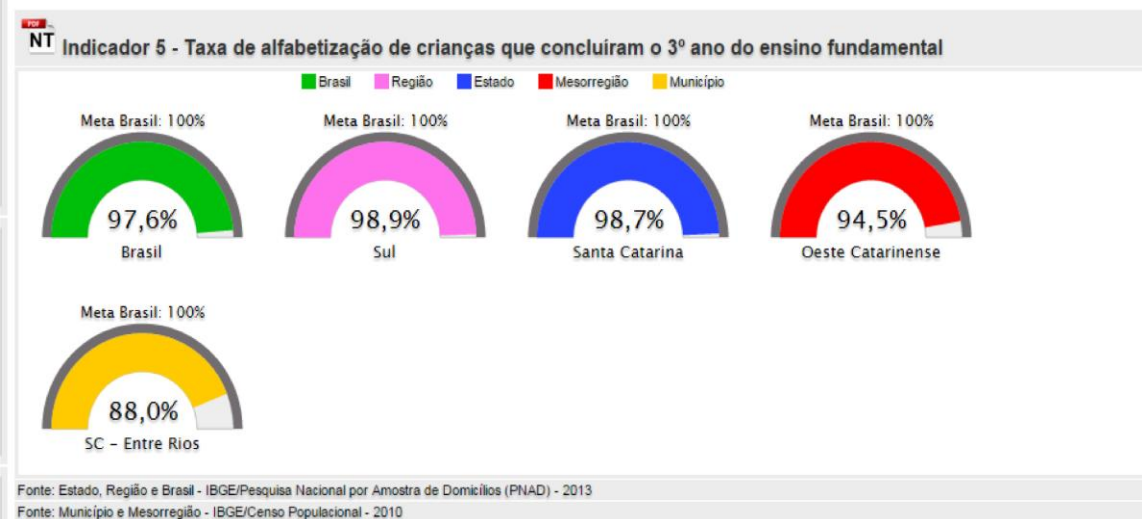 PDF
NT Indicador 5 - Taxa de alfabetização de crianças que concluíram o 3º ano do ensino fundamental
Brasil Região Estado Mesorregião Município
Meta Brasil: 100% Meta Brasil: 100% Meta Brasil: 100% Meta Brasil: 100%
97,6% 98,9% 98,7% 94,5%
Brasil Sul Santa Catarina Oeste Catarinense
Meta Brasil: 100%
88,0%
SC - Entre Rios
Fonte: Estado, Região e Brasil - IBGE/Pesquisa Nacional por Amostra de Domicílios (PNAD) - 2013
Fonte: Município e Mesorregião - IBGE/Censo Populacional - 2010